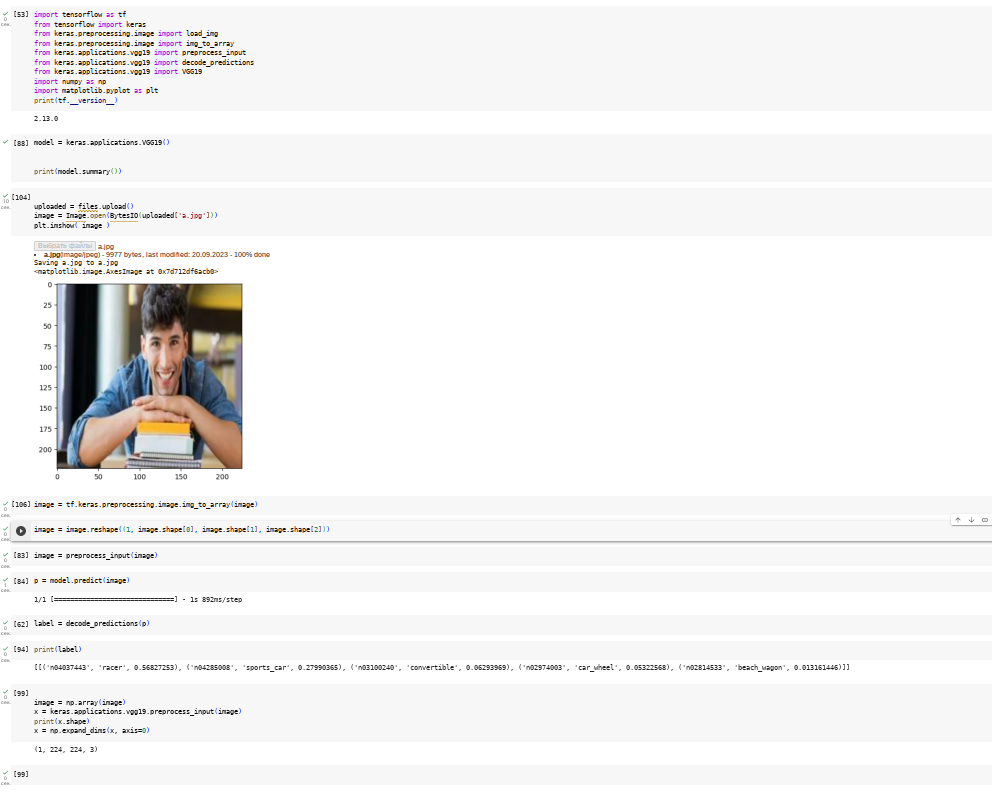 [53] import tensorflow as tf
from tensorflow import keras
from keras.preprocessing.image import load_img
from keras.preprocessing.image import img_to_array
from keras.applications.vgg19 import preprocess_input
from keras.applications.vgg19 import decode_predictions
from keras.applications.vgg19 import VGG19
import numpy as np
import matplotlib.pyplot as plt
print(tf.__version__)
2.13.0
[88] model = keras.applications.VGG19()
print(model.summary())
[104]
uploaded = files.upload()
image = Image.open(BytesIO(uploaded['a.jpg']))
plt.imshow( image )
Выбрать файлы a.jpg
• a.jpg(image/jpeg) - 9977 bytes, last modified: 20.09.2023 - 100% done
Saving a.jpg to a.jpg
<matplotlib.image.AxesImage at 0x7d712df6acb0>
0
25
50
75
100
125
150
175
200
0 50 100 150 200
[106] image = tf.keras.preprocessing.image.img_to_array(image)
image = image.reshape((1, image.shape[0], image.shape[1], image.shape[2]))
[83] image = preprocess_input(image)
[84] p = model.predict(image)
1/1 [==============================] - 1s 892ms/step
[62] label = decode_predictions(p)
[94] print(label)
[[('n04037443', 'racer', 0.56827253), ('n04285008', 'sports_car', 0.27990365), ('n03100240', 'convertible', 0.06293969), ('n02974003', 'car_wheel', 0.05322568), ('n02814533', 'beach_wagon', 0.013161446)]]
[99]
image = np.array(image)
x = keras.applications.vgg19.preprocess_input(image)
print(x.shape)
x = np.expand_dims(x, axis=0)
(1, 224, 224, 3)
[99]